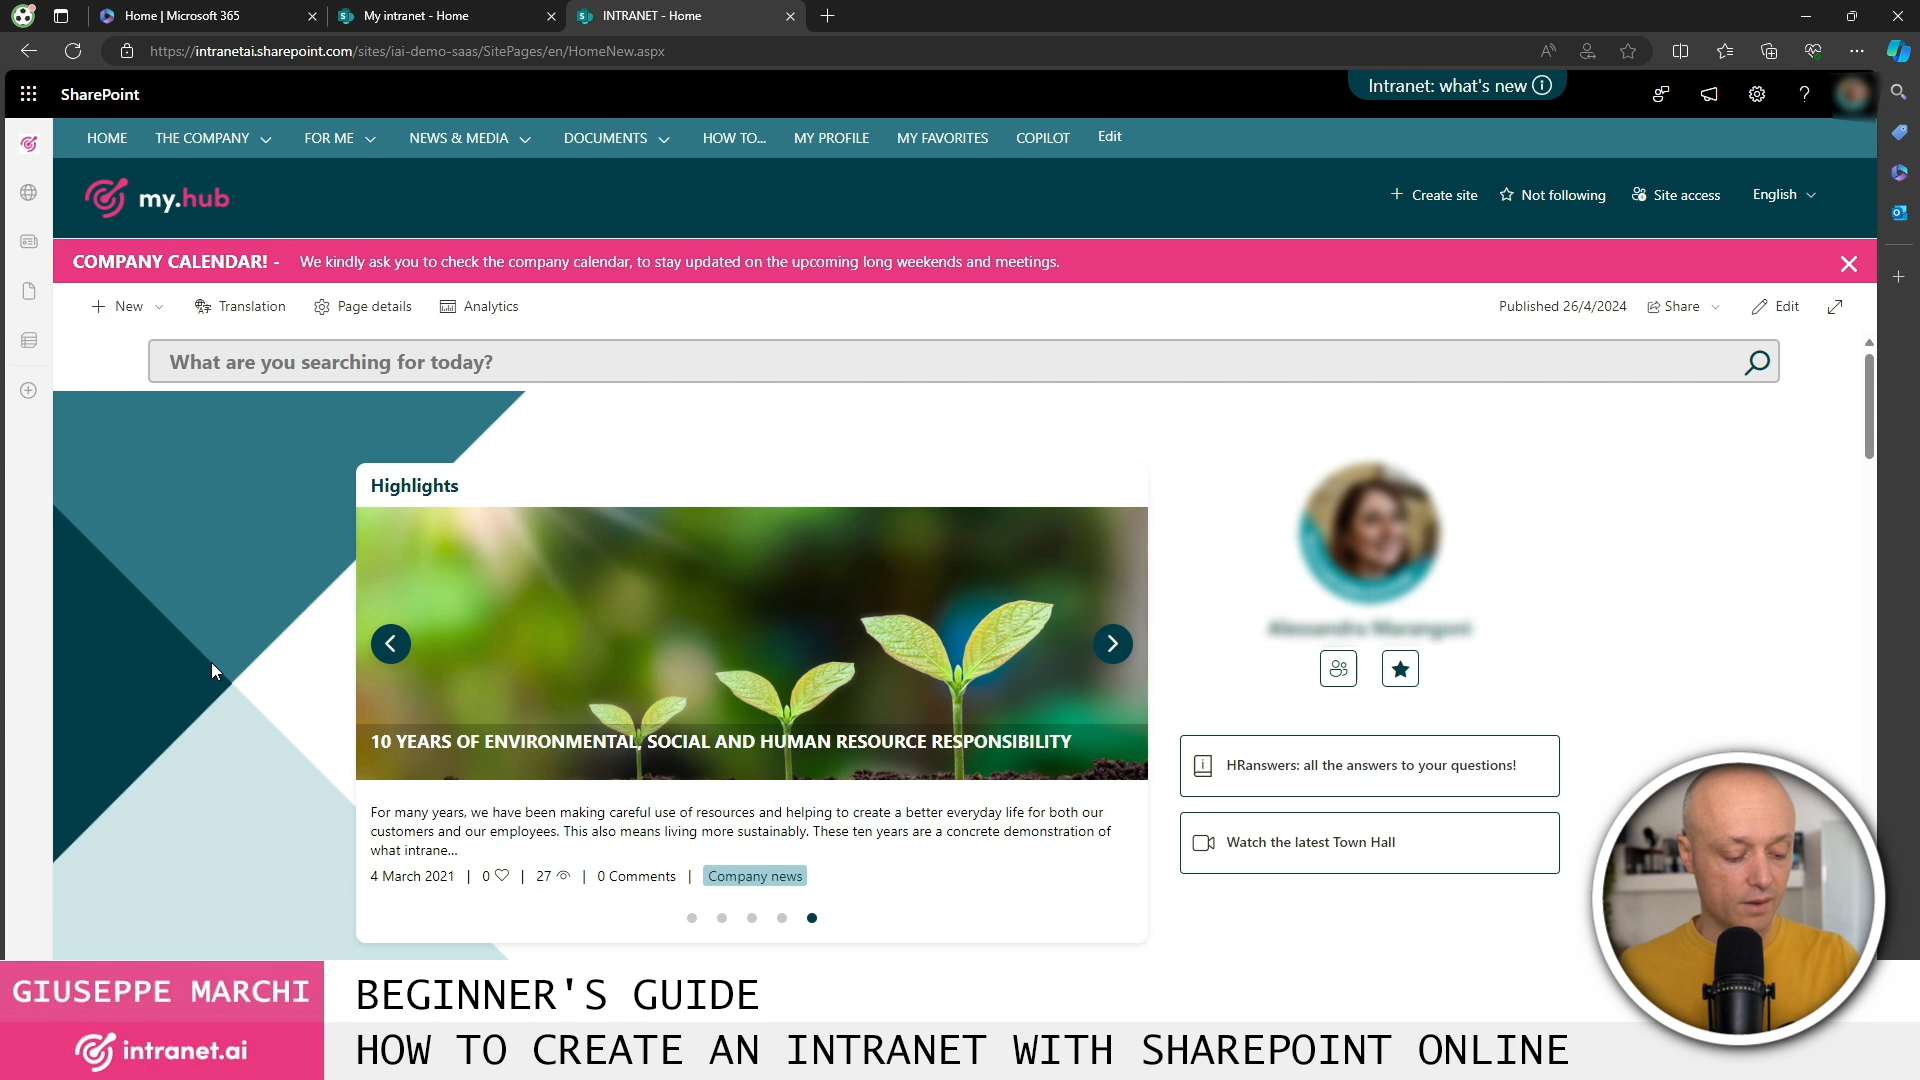 Home | Microsoft 365
My intranet - Home
INTRANET - Home
https://intranetai.sharepoint.com/sites/iai-demo-saas/SitePages/en/HomeNew.aspx
SharePoint
Intranet: what's new
HOME THE COMPANY FOR ME NEWS & MEDIA DOCUMENTS HOW TO... MY PROFILE MY FAVORITES COPILOT Edit
my.hub
Create site Not following Site access English
COMPANY CALENDAR! - We kindly ask you to check the company calendar, to stay updated on the upcoming long weekends and meetings.
New Translation Page details Analytics
Published 26/4/2024 Share Edit
What are you searching for today?
Highlights
10 YEARS OF ENVIRONMENTAL, SOCIAL AND HUMAN RESOURCE RESPONSIBILITY
For many years, we have been making careful use of resources and helping to create a better everyday life for both our
customers and our employees. This also means living more sustainably. These ten years are a concrete demonstration of
what intrane...
4 March 2021 | 0 | 27 | 0 Comments | Company news
HRanswers: all the answers to your questions!
Watch the latest Town Hall
GIUSEPPE MARCHI
intranet.ai
BEGINNER'S GUIDE
HOW TO CREATE AN INTRANET WITH SHAREPOINT ONLINE